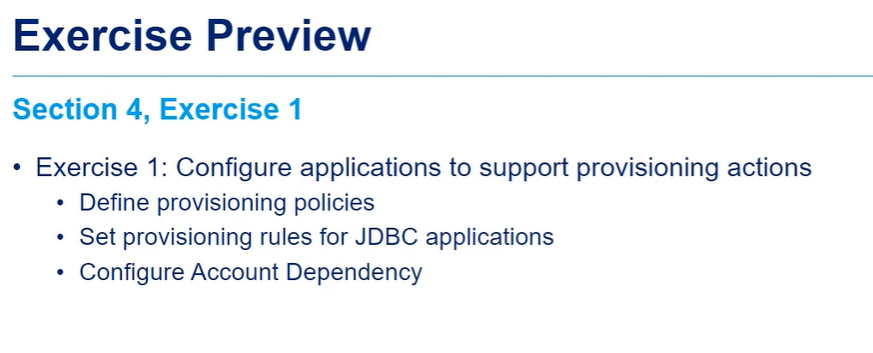 Exercise Preview
Section 4, Exercise 1
• Exercise 1: Configure applications to support provisioning actions
• Define provisioning policies
• Set provisioning rules for JDBC applications
• Configure Account Dependency